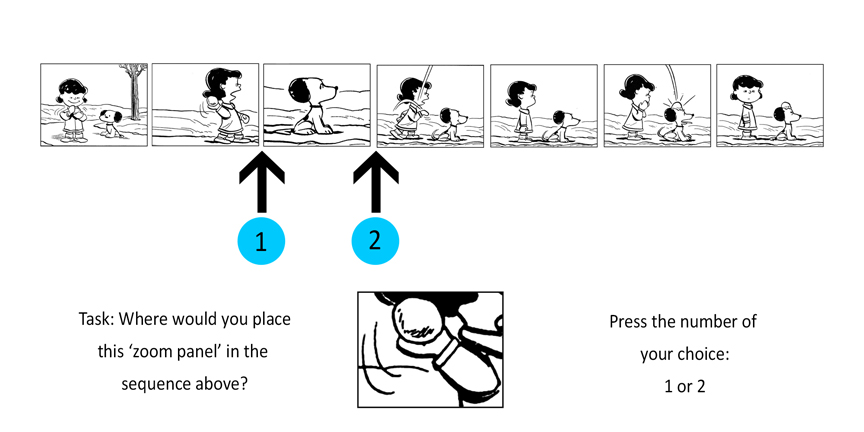 1
2
Task: Where would you place
this ‘zoom panel’ in the
sequence above?
Press the number of
your choice:
1 or 2